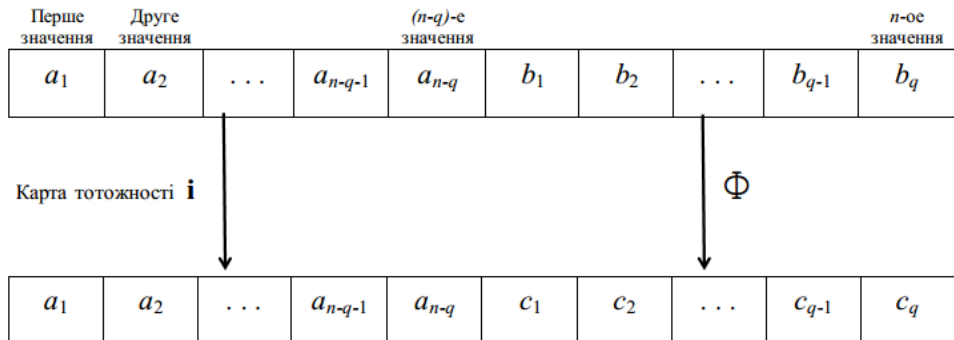 Перше значення
Друге значення
(n-q)-е значення
n-ое значення
a₁ a₂ . . . aₙ₋q₋₁ aₙ₋q b₁ b₂ . . . bq₋₁ bq
Карта тотожності i
Φ
a₁ a₂ . . . aₙ₋q₋₁ aₙ₋q c₁ c₂ . . . cq₋₁ cq